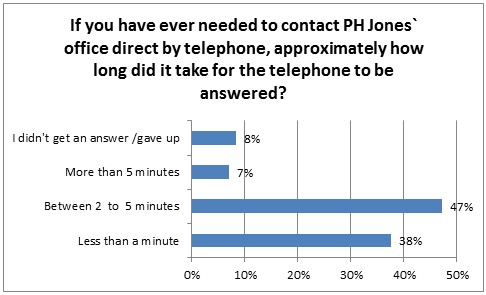 If you have ever needed to contact PH Jones`
office direct by telephone, approximately how
long did it take for the telephone to be
answered?
I didn't get an answer /gave up
8%
More than 5 minutes
7%
Between 2 to 5 minutes
47%
Less than a minute
38%
0%
10%
20%
30%
40%
50%